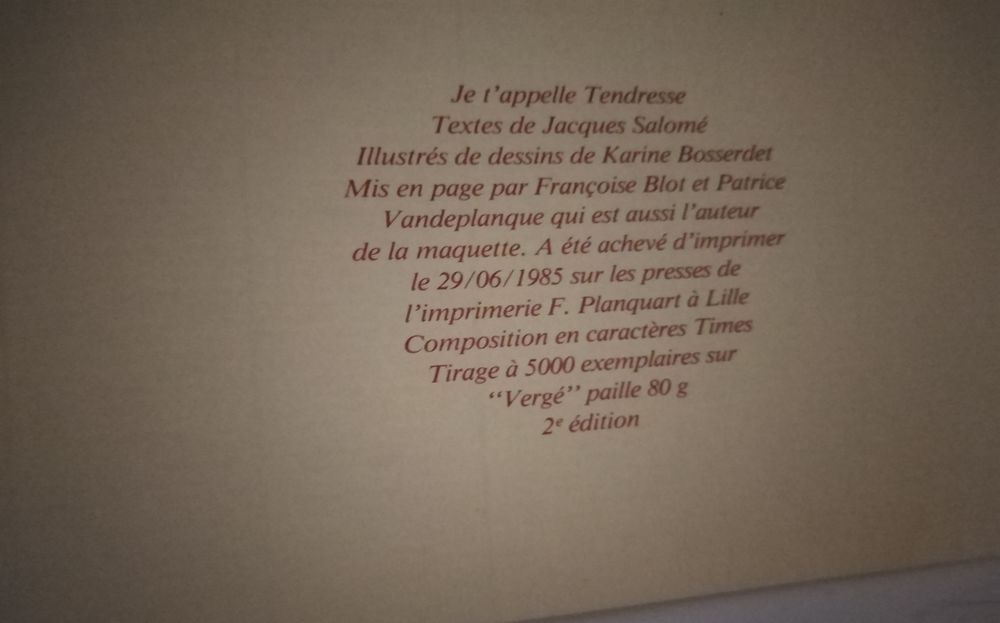 Je t'appelle Tendresse
Textes de Jacques Salomé
Illustrés de dessins de Karine Bosserdet
Mis en page par Françoise Blot et Patrice
Vandeplanque qui est aussi l'auteur
de la maquette. A été achevé d'imprimer
le 29/06/1985 sur les presses de
l'imprimerie F. Planquart à Lille
Composition en caractères Times
Tirage à 5000 exemplaires sur
‘‘Vergé’’ paille 80 g
2e édition